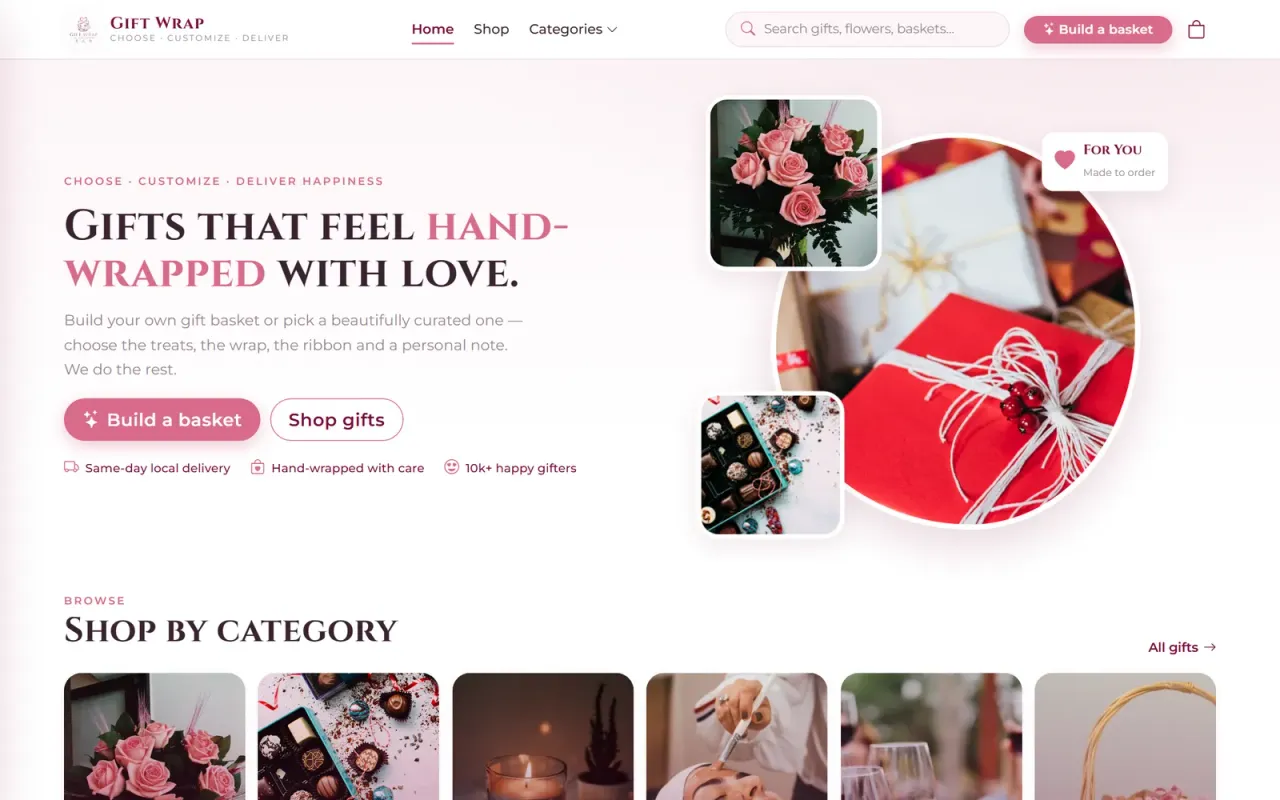 Gift Wrap
CHOOSE · CUSTOMIZE · DELIVER
Home
Shop
Categories
Search gifts, flowers, baskets...
Build a basket
CHOOSE · CUSTOMIZE · DELIVER HAPPINESS
Gifts that feel hand-
wrapped with love.
Build your own gift basket or pick a beautifully curated one —
choose the treats, the wrap, the ribbon and a personal note.
We do the rest.
Build a basket
Shop gifts
Same-day local delivery
Hand-wrapped with care
10k+ happy gifters
For You
Made to order
BROWSE
Shop by category
All gifts →